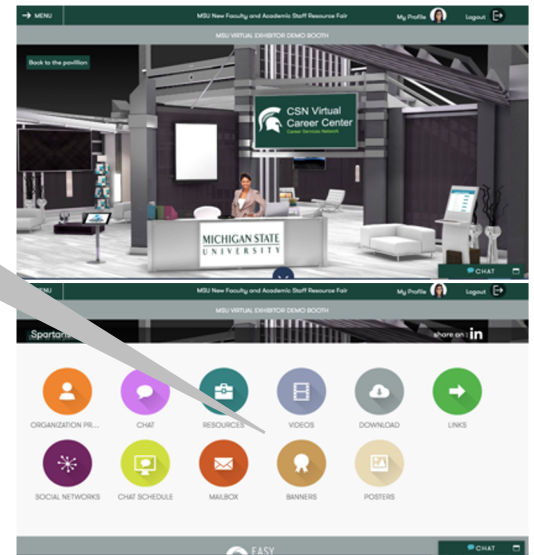 MENU
MSU New Faculty and Academic Staff Resource Fair
My Profile
Logout
MSU VIRTUAL EXHIBITOR DEMO BOOTH
Back to the pavillion
CSN Virtual
Career Center
Career Services Network
MICHIGAN STATE
UNIVERSITY
CHAT
MSU New Faculty and Academic Staff Resource Fair
My Profile
Logout
MSU VIRTUAL EXHIBITOR DEMO BOOTH
share on : in
ORGANIZATION PR...
CHAT
RESOURCES
VIDEOS
DOWNLOAD
LINKS
SOCIAL NETWORKS
CHAT SCHEDULE
MAILBOX
BANNERS
POSTERS
EASY
CHAT